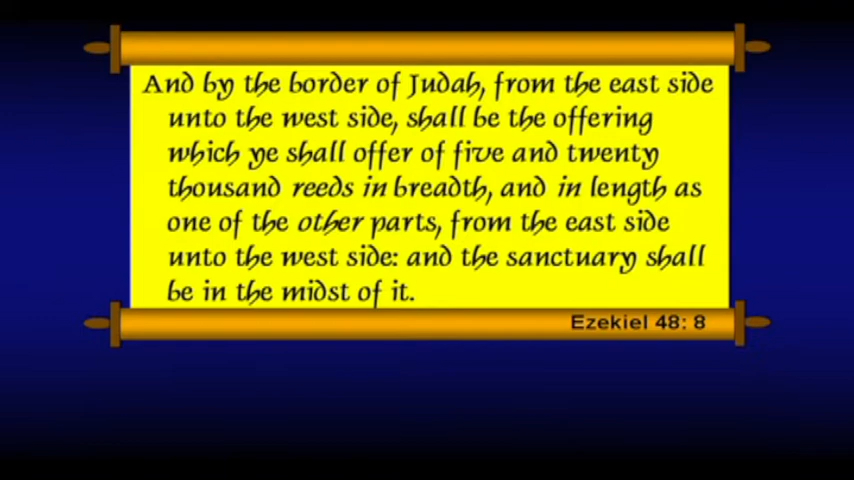 And by the border of Judah, from the east side
unto the west side, shall be the offering
which ye shall offer of five and twenty
thousand reeds in breadth, and in length as
one of the other parts, from the east side
unto the west side: and the sanctuary shall
be in the midst of it.
Ezekiel 48: 8